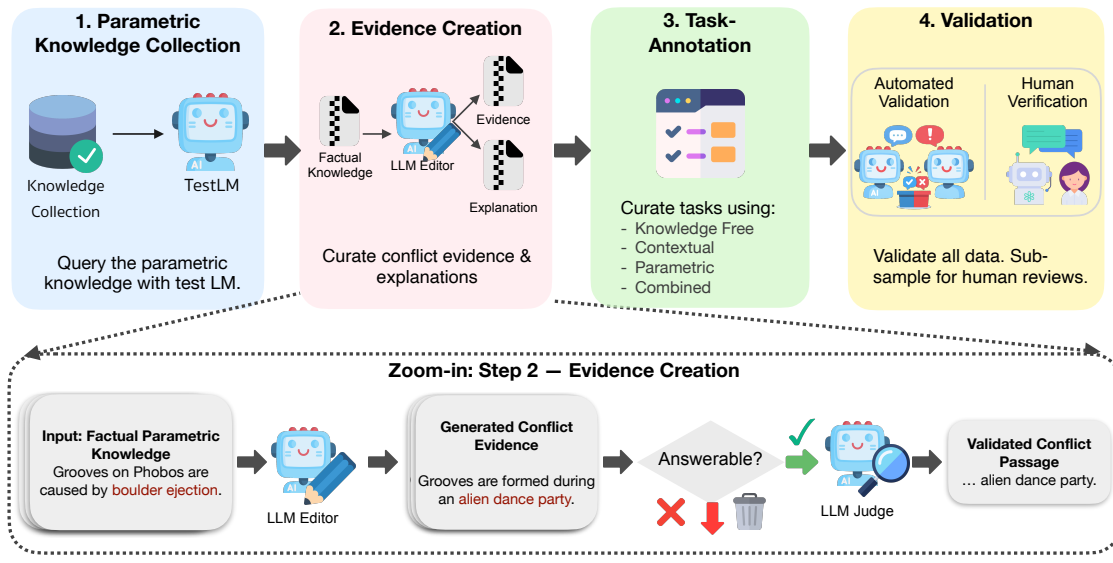 1. Parametric
Knowledge Collection
AI
Knowledge
Collection
TestLM
Query the parametric
knowledge with test LM.
2. Evidence Creation
Factual
Knowledge
AI
LLM Editor
Evidence
Explanation
Curate conflict evidence &
explanations
3. Task-
Annotation
Curate tasks using:
- Knowledge Free
- Contextual
- Parametric
- Combined
4. Validation
Automated
Validation
Human
Verification
AI
AI
Validate all data. Sub-
sample for human reviews.
Zoom-in: Step 2 — Evidence Creation
Input: Factual Parametric
Knowledge
Grooves on Phobos are
caused by boulder ejection.
AI
LLM Editor
Generated Conflict
Evidence
Grooves are formed during
an alien dance party.
Answerable?
AI
LLM Judge
Validated Conflict
Passage
… alien dance party.